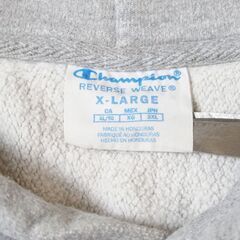 Champion
REVERSE WEAVE®
X-LARGE
CA MEX JPN
XL/TG XG XXL
MADE IN HONDURAS
FABRIQUÉ AU HONDURAS
HECHO EN HONDURAS